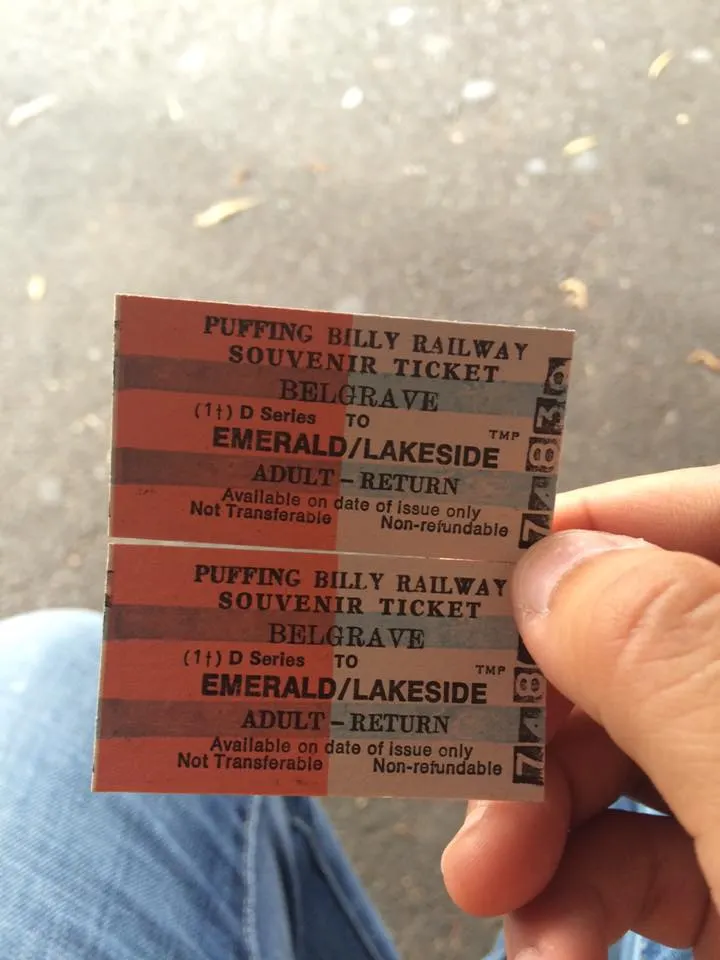 PUFFING BILLY RAILWAY
SOUVENIR TICKET
BELGRAVE
(1†) D Series TO
TMP
EMERALD/LAKESIDE
ADULT – RETURN
Available on date of issue only
Not Transferable Non-refundable
PUFFING BILLY RAILWAY
SOUVENIR TICKET
BELGRAVE
(1†) D Series TO
TMP
EMERALD/LAKESIDE
ADULT – RETURN
Available on date of issue only
Not Transferable Non-refundable